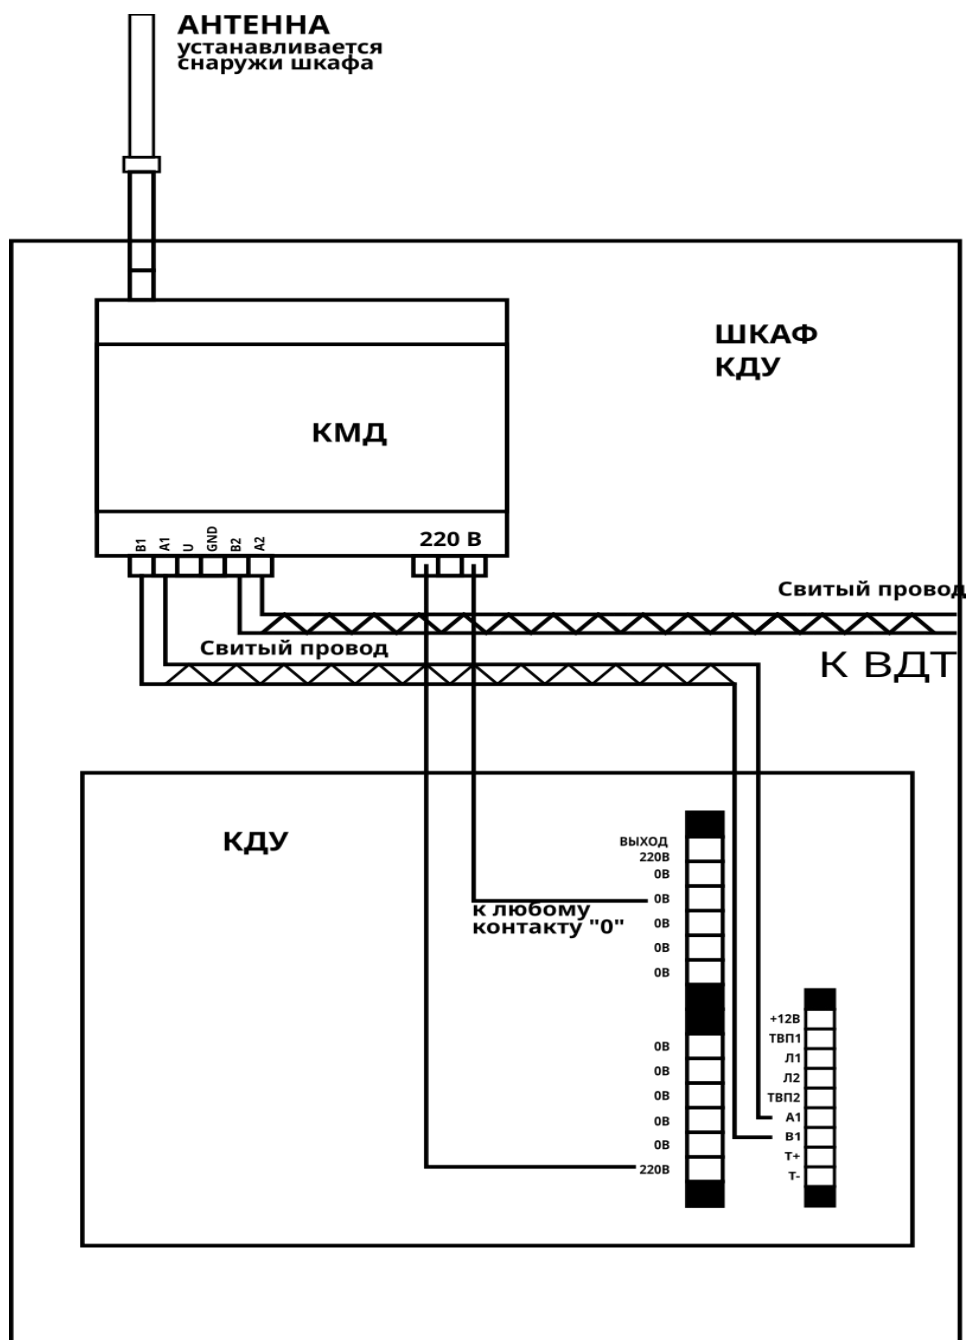 АНТЕННА
устанавливается
снаружи шкафа
ШКАФ
КДУ
КМД
B1
A1
U
GND
B2
A2
220 В
Свитый провод
Свитый провод
К ВДТ
КДУ
ВЫХОД
220В
0В
0В
к любому
контакту "0"
0В
0В
0В
0В
0В
0В
0В
0В
220В
+12В
ТВП1
Л1
Л2
ТВП2
А1
В1
Т+
Т-